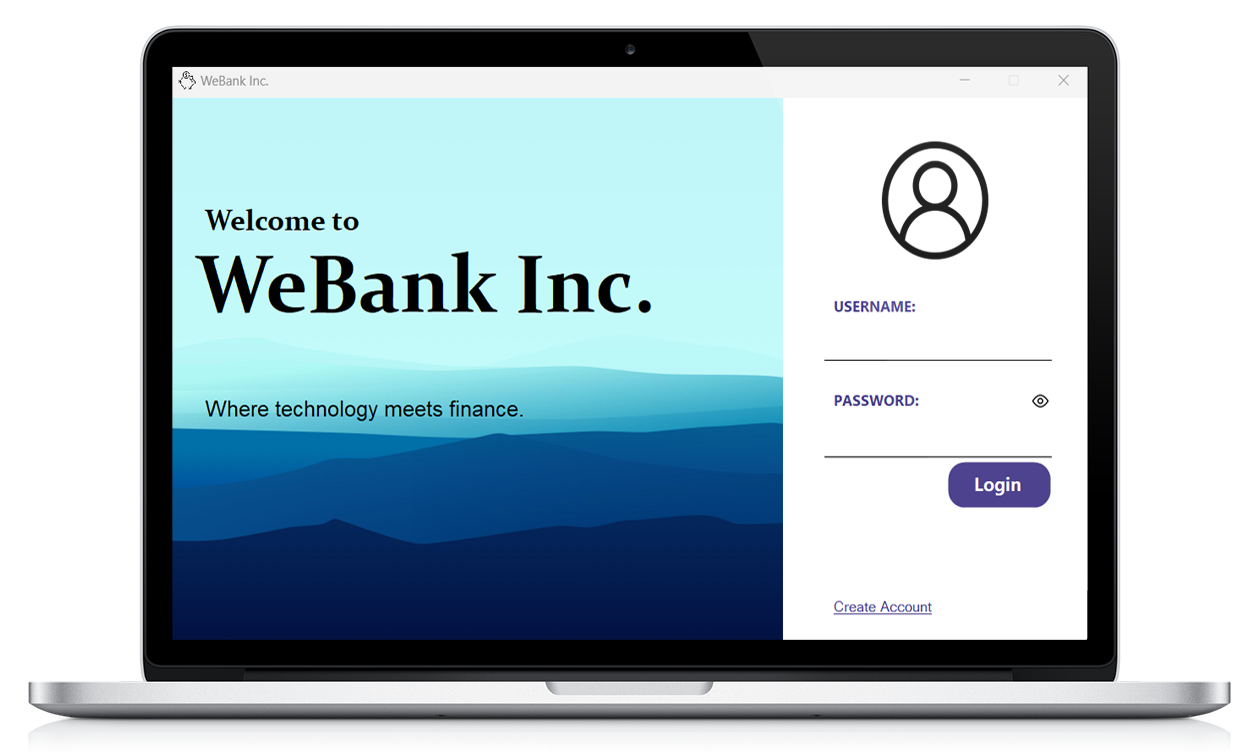 WeBank Inc.
Welcome to
WeBank Inc.
Where technology meets finance.
USERNAME:
PASSWORD:
Login
Create Account